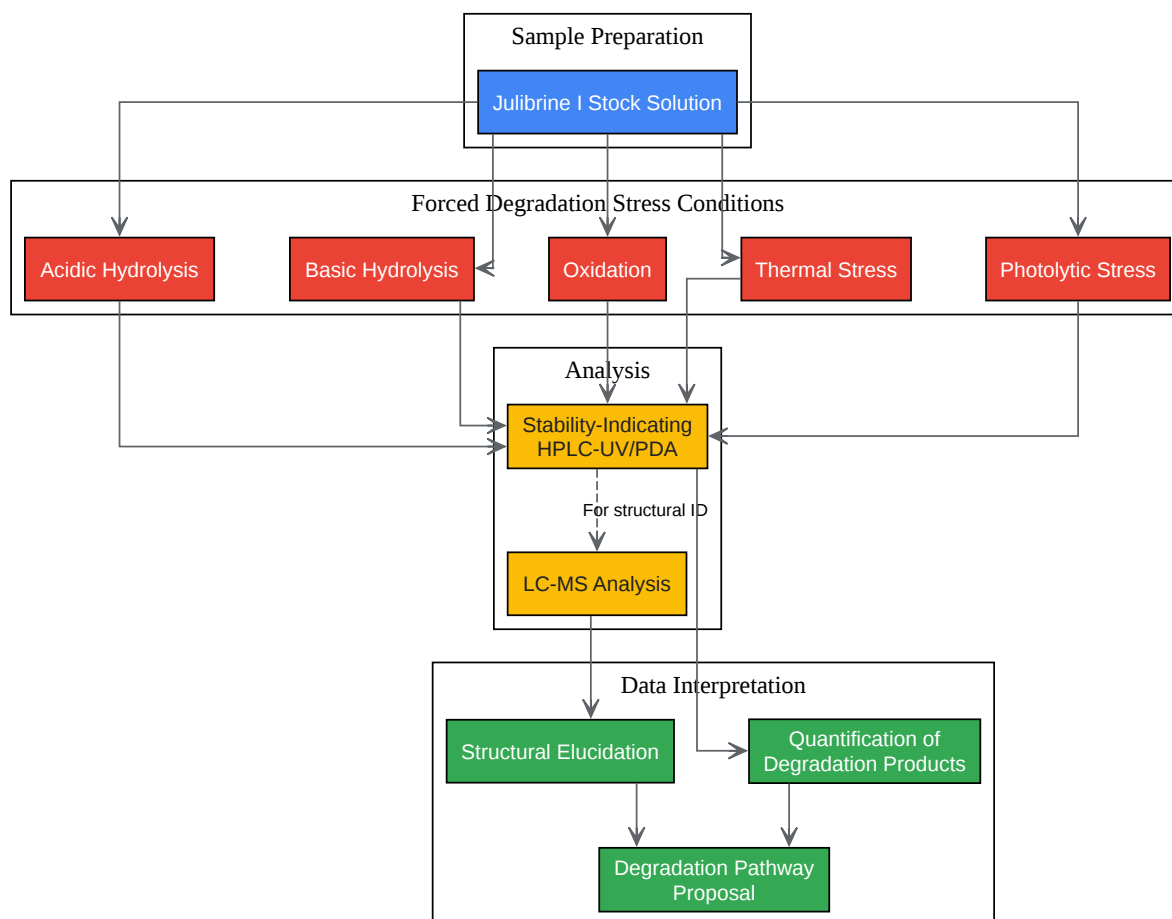 Sample Preparation
Julibrine I Stock Solution
Forced Degradation Stress Conditions
Acidic Hydrolysis
Basic Hydrolysis
Oxidation
Thermal Stress
Photolytic Stress
Analysis
Stability-Indicating
HPLC-UV/PDA
For structural ID
LC-MS Analysis
Data Interpretation
Structural Elucidation
Quantification of
Degradation Products
Degradation Pathway
Proposal